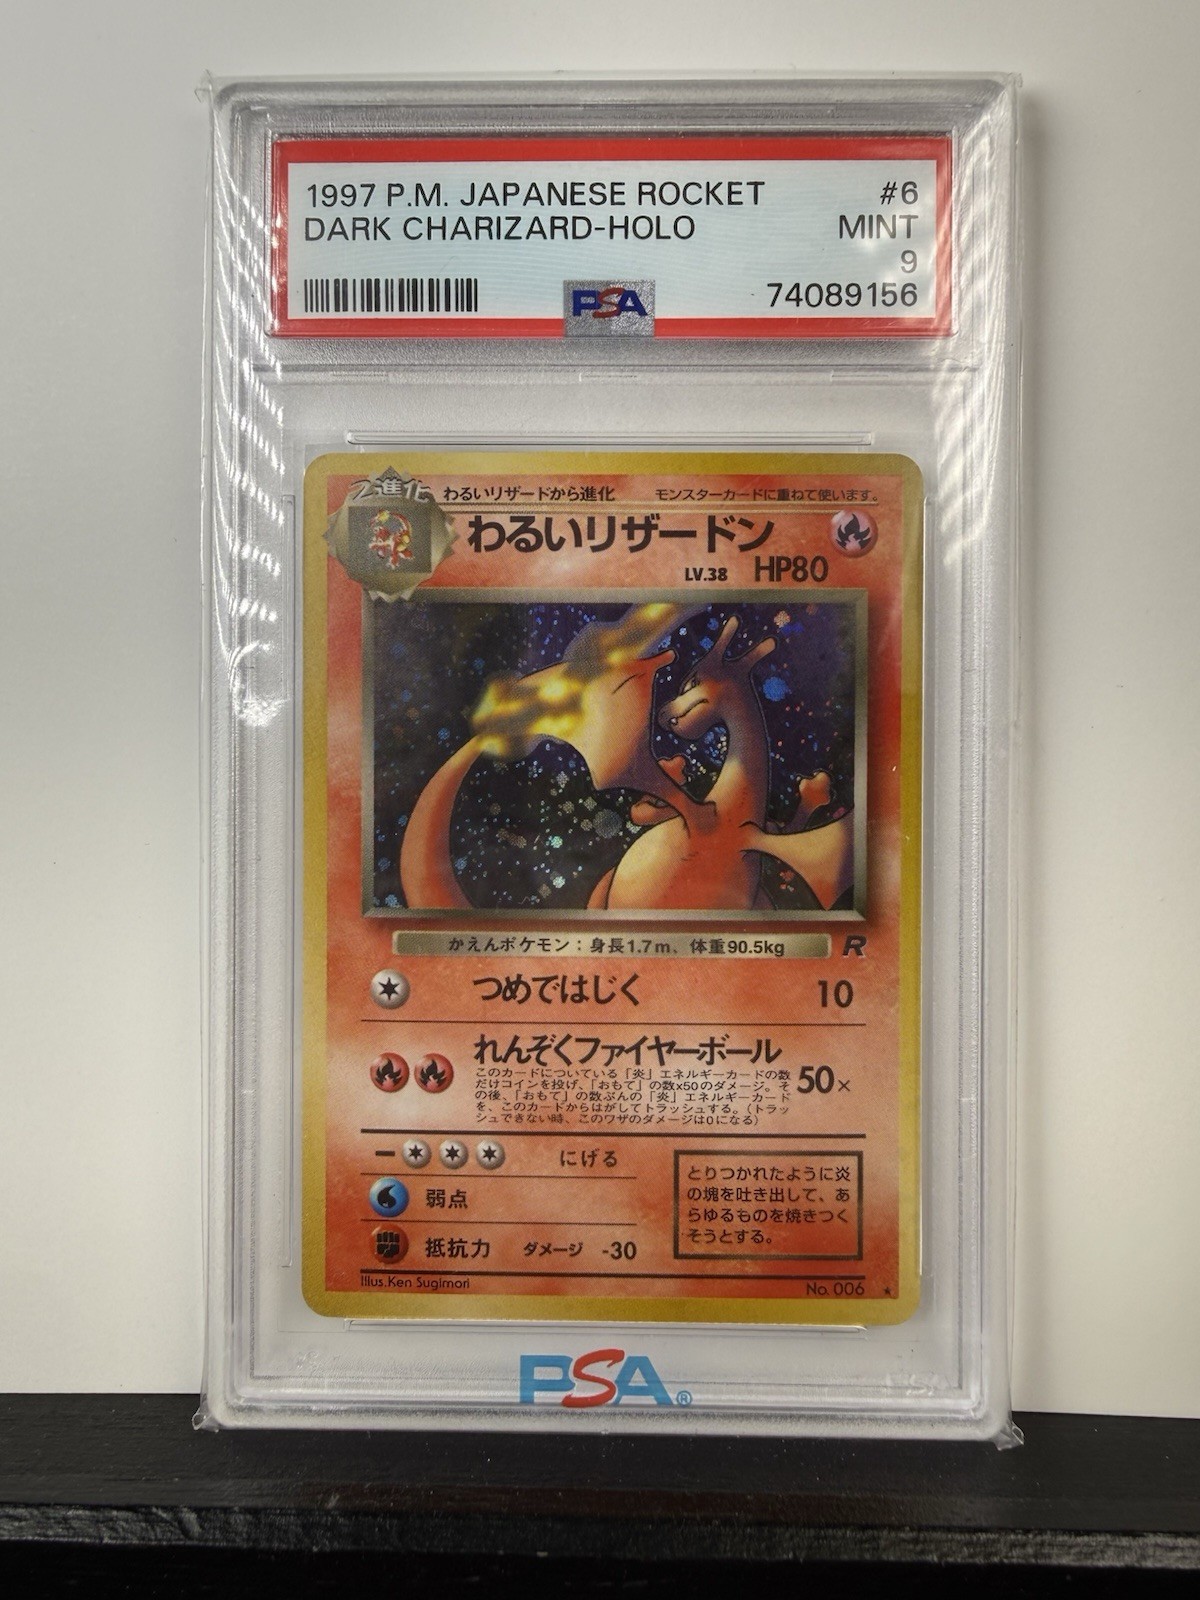 1997 P.M. JAPANESE ROCKET #6
DARK CHARIZARD-HOLO MINT
9
PSA 74089156
2進化 わるいリザードから進化 モンスターカードに重ねて使います。
わるいリザードン
LV.38 HP80
かえんポケモン：身長1.7m、体重90.5kg R
つめではじく 10
れんぞくファイヤーボール
このカードについている「炎」エネルギーカードの数
だけコインを投げ、「おもて」の数x50のダメージ。そ
の後、「おもて」の数ぶんの「炎」エネルギーカード
を、このカードからはがしてトラッシュする。（トラッ
シュできない時、このワザのダメージは0になる）
50×
にげる
弱点
抵抗力 ダメージ -30
とりつかれたように炎
の塊を吐き出して、あ
らゆるものを焼きつく
そうとする。
Illus.Ken Sugimori No. 006 ★
PSA®